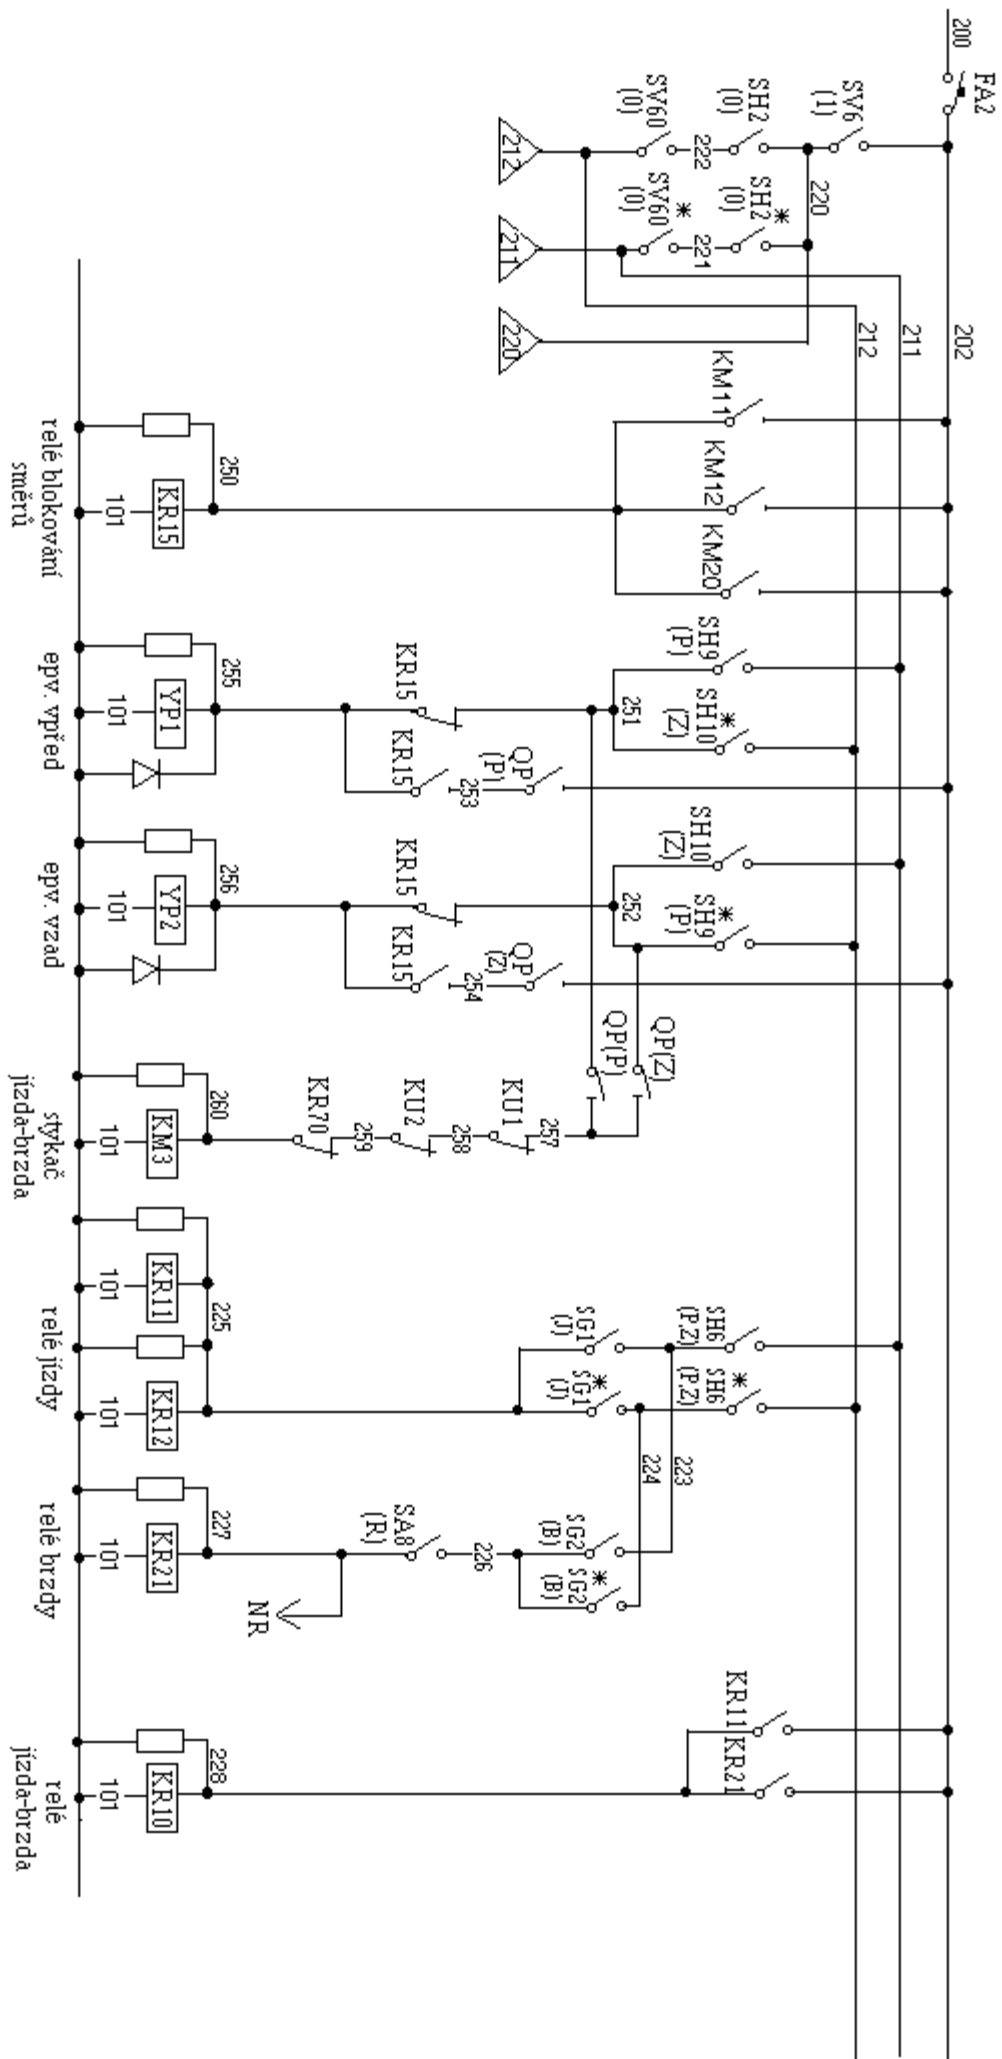 200
FA2
202
211
212
SV6
(1)
220
SH2
(0)
222
SV60
(0)
212
SH2
*
(0)
221
SV60
*
(0)
211
220
KM11
KM12
KM20
250
KR15
101
relé blokování
směrů
SH9
(P)
SH10
*
(Z)
251
KR15
KR15
253
QP
(P)
255
YP1
101
epv. vpřed
SH10
(Z)
SH9
*
(P)
252
KR15
KR15
254
QP
(Z)
256
YP2
101
epv. vzad
QP(Z)
QP(P)
257
KU1
258
KU2
259
KR70
260
KM3
101
stykač
jízda-brzda
SH6
(P,Z)
SH6
*
(P,Z)
SG1
(J)
SG1
*
(J)
223
224
225
KR11
101
KR12
101
relé jízdy
SG2
(B)
SG2
*
(B)
226
SA8
(R)
NR
227
KR21
101
relé brzdy
KR11
KR21
228
KR10
101
relé
jízda-brzda